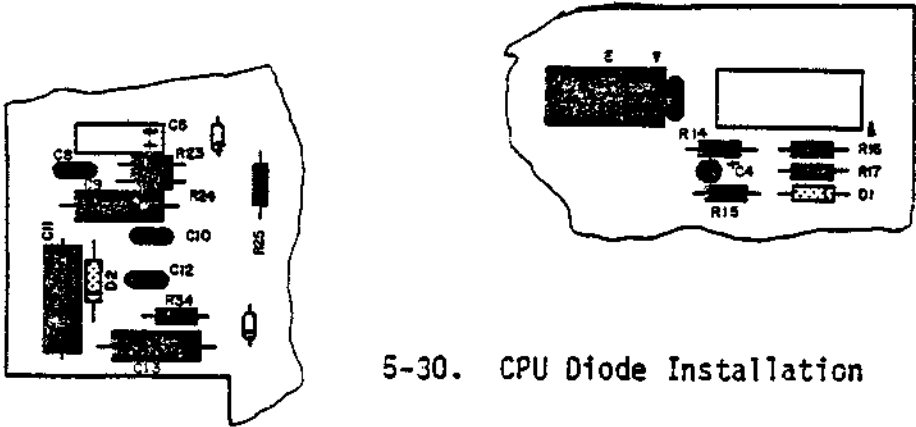 C6
C8
R23
C9
R24
C11
C10
R25
D2
C12
R34
C13
R14
R16
C4
R17
D1
R15
5-30. CPU Diode Installation